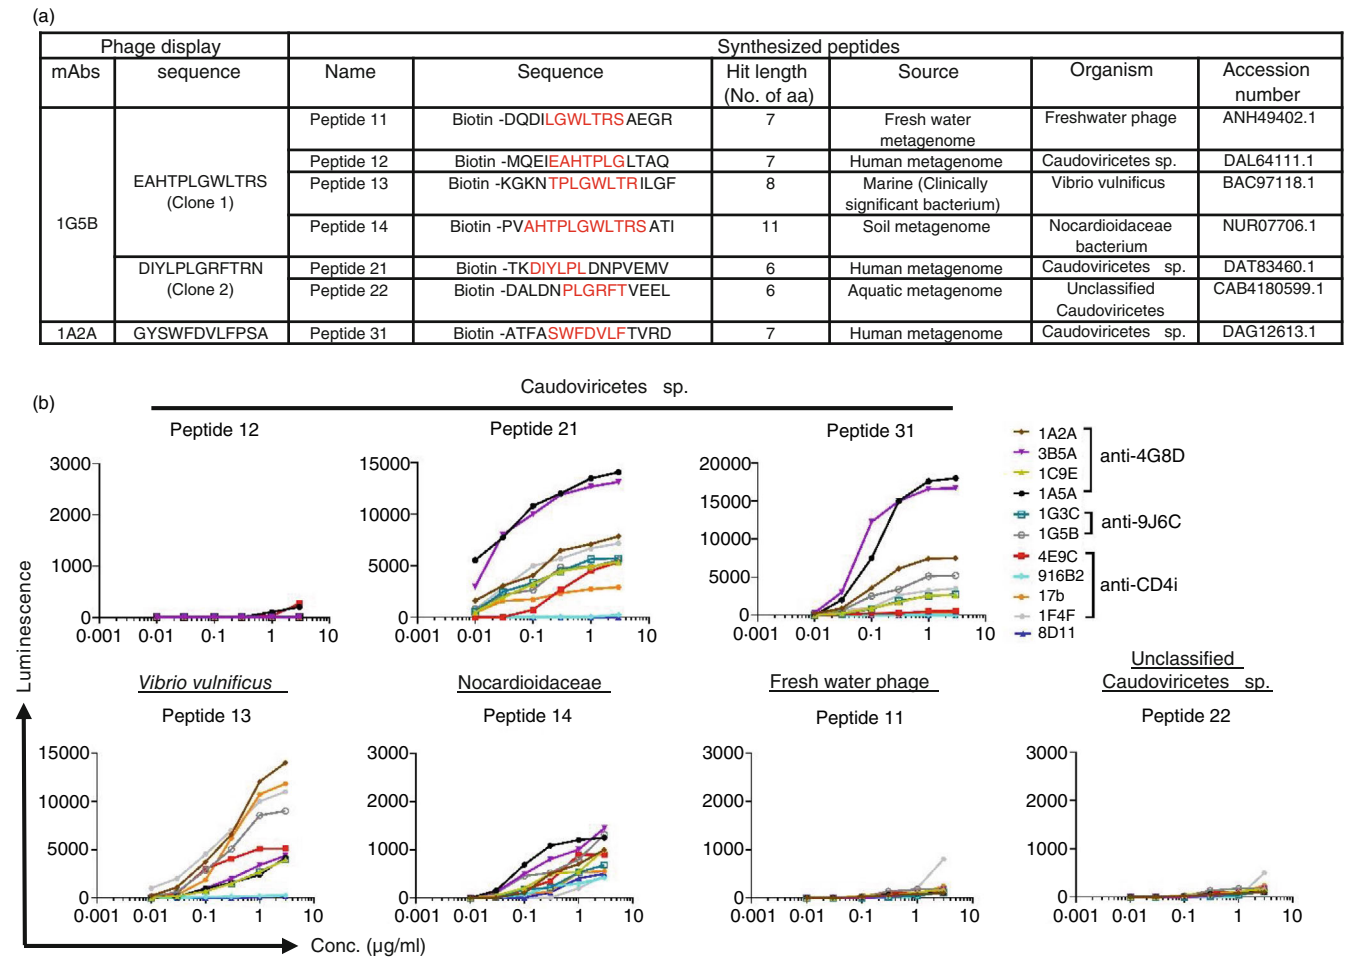 (a)
Phage display Synthesized peptides
mAbs sequence Name Sequence Hit length (No. of aa) Source Organism Accession number
1G5B EAHTPLGWLTRS (Clone 1) Peptide 11 Biotin -DQDILGWLTRSAEGR 7 Fresh water metagenome Freshwater phage ANH49402.1
Peptide 12 Biotin -MQEIEAHTPLGLTAQ 7 Human metagenome Caudoviricetes sp. DAL64111.1
Peptide 13 Biotin -KGKNTPLGWLTRILGF 8 Marine (Clinically significant bacterium) Vibrio vulnificus BAC97118.1
Peptide 14 Biotin -PVAHTPLGWLTRSATI 11 Soil metagenome Nocardioidaceae bacterium NUR07706.1
DIYLPLGRFTRN (Clone 2) Peptide 21 Biotin -TKDIYLPLDNPVEMV 6 Human metagenome Caudoviricetes sp. DAT83460.1
Peptide 22 Biotin -DALDNPLGRFTVEEL 6 Aquatic metagenome Unclassified Caudoviricetes CAB4180599.1
1A2A GYSWFDVLFPSA Peptide 31 Biotin -ATFASWFDVLFTVRD 7 Human metagenome Caudoviricetes sp. DAG12613.1
(b)
Caudoviricetes sp.
Peptide 12
3000
2000
1000
0
0·001 0·01 0·1 1 10
Peptide 21
15000
10000
5000
0
0·001 0·01 0·1 1 10
Peptide 31
20000
15000
10000
5000
0
0·001 0·01 0·1 1 10
1A2A
3B5A
1C9E
1A5A
anti-4G8D
1G3C
1G5B
anti-9J6C
4E9C
916B2
17b
1F4F
anti-CD4i
8D11
Luminescence
Vibrio vulnificus
Peptide 13
15000
10000
5000
0
0·001 0·01 0·1 1 10
Nocardioidaceae
Peptide 14
3000
2000
1000
0
0·001 0·01 0·1 1 10
Fresh water phage
Peptide 11
3000
2000
1000
0
0·001 0·01 0·1 1 10
Unclassified
Caudoviricetes sp.
Peptide 22
3000
2000
1000
0
0·001 0·01 0·1 1 10
Conc. (µg/ml)